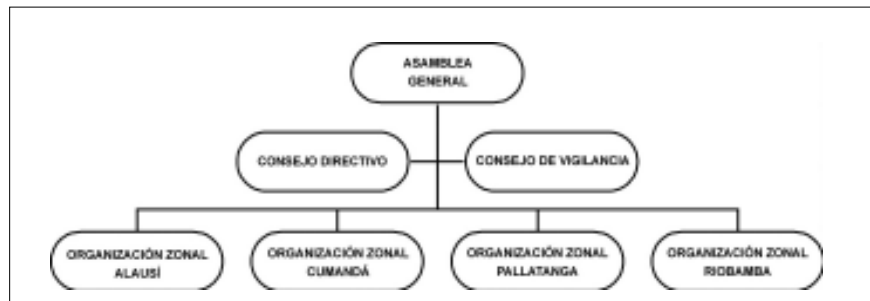 ASAMBLEA
GENERAL
CONSEJO DIRECTIVO
CONSEJO DE VIGILANCIA
ORGANIZACIÓN ZONAL
ALAUSÍ
ORGANIZACIÓN ZONAL
CUMANDÁ
ORGANIZACIÓN ZONAL
PALLATANGA
ORGANIZACIÓN ZONAL
RIOBAMBA